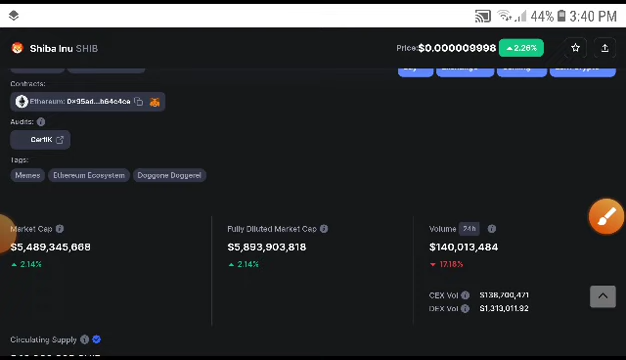 44% 3:40 PM
Shiba Inu SHIB
Price:$0.000009998 2.26%
Contracts:
Ethereum: 0x95ad...b64c4ce
Audits:
CertiK
Tags:
Memes Ethereum Ecosystem Doggone Doggerel
Market Cap Fully Diluted Market Cap Volume 24h
$5,489,345,668 $5,893,903,818 $140,013,484
2.14% 2.14% 17.18%
CEX Vol $138,700,471
DEX Vol $1,313,011.92
Circulating Supply